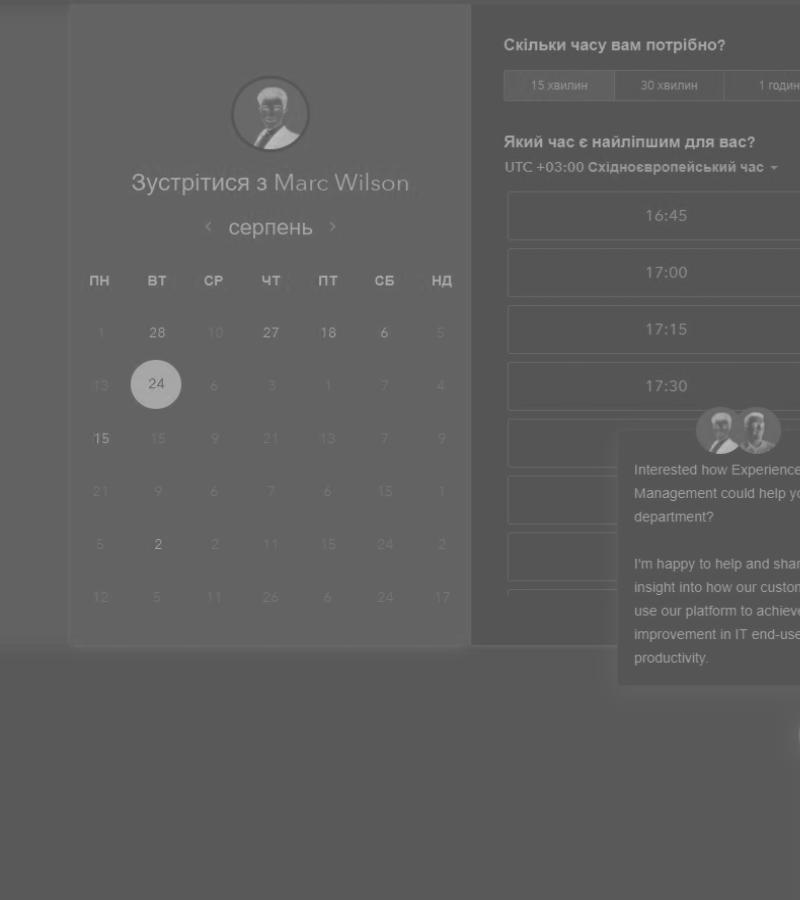 Зустрітися з Marc Wilson
серпень
ПН ВТ СР ЧТ ПТ СБ НД
1 28 10 27 18 6 5
13 24 6 3 1 7 4
15 15 9 21 13 7 9
21 9 6 7 6 15 1
5 2 2 11 15 24 2
12 5 11 26 6 24 17
Скільки часу вам потрібно?
15 хвилин 30 хвилин 1 годин
Який час є найліпшим для вас?
UTC +03:00 Східноєвропейський час
16:45
17:00
17:15
17:30
Interested how Experience
Management could help yo
department?
I'm happy to help and shar
insight into how our custon
use our platform to achieve
improvement in IT end-use
productivity.